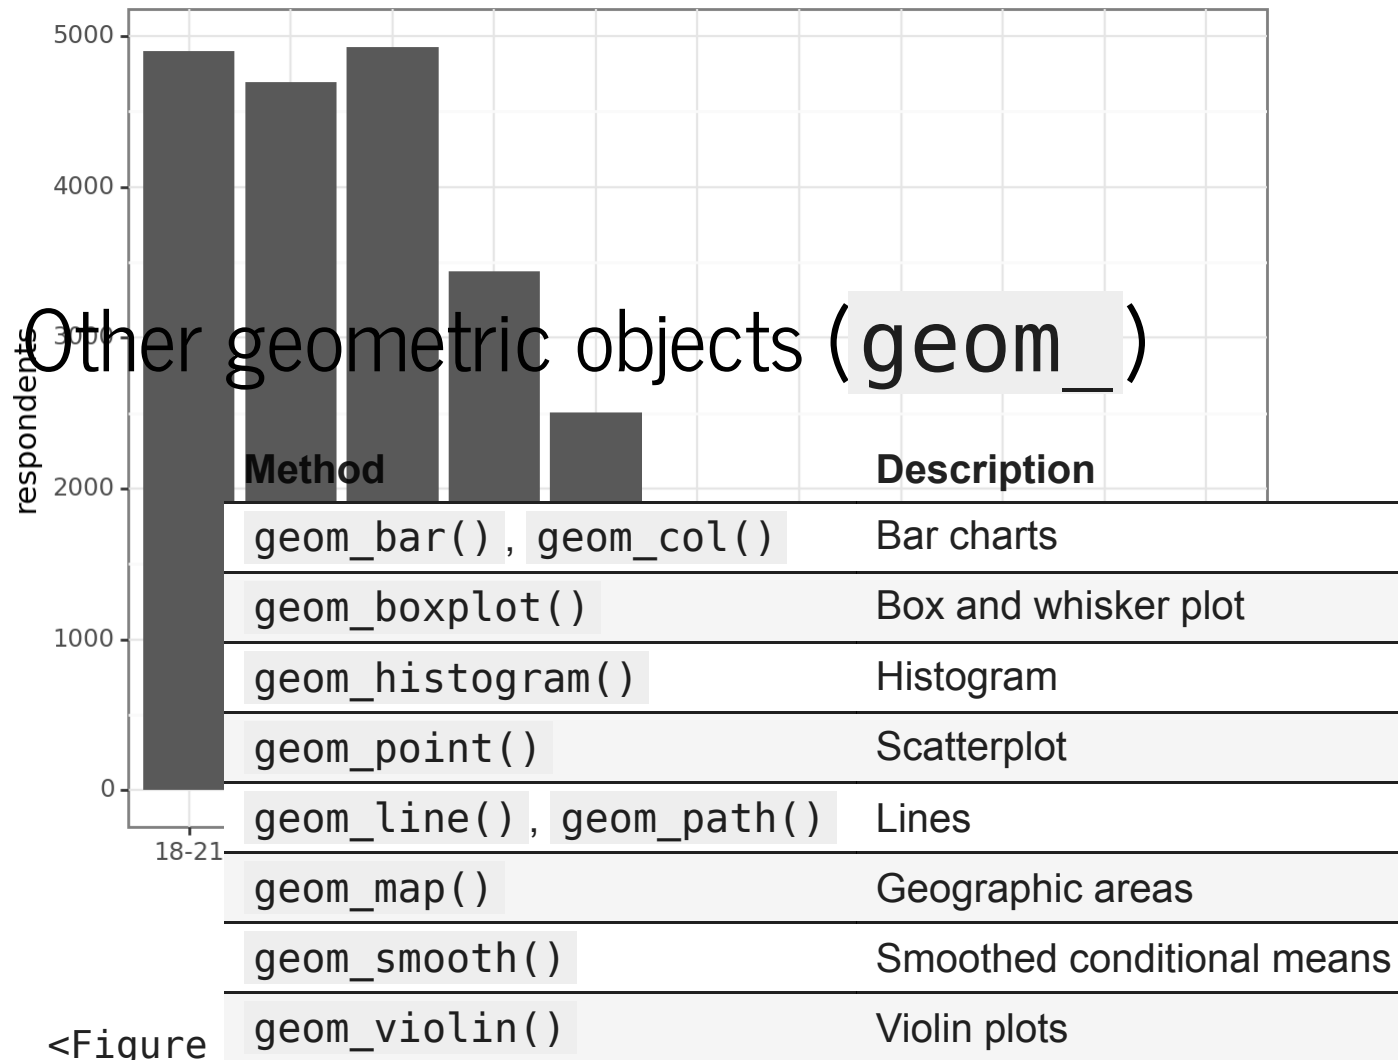 5000
4000
3000
Other geometric objects (geom_)
respondents
2000
Method Description
geom_bar(), geom_col() Bar charts
geom_boxplot() Box and whisker plot
1000
geom_histogram() Histogram
geom_point() Scatterplot
0
geom_line(), geom_path() Lines
18-21
geom_map() Geographic areas
geom_smooth() Smoothed conditional means
geom_violin() Violin plots
<Figure